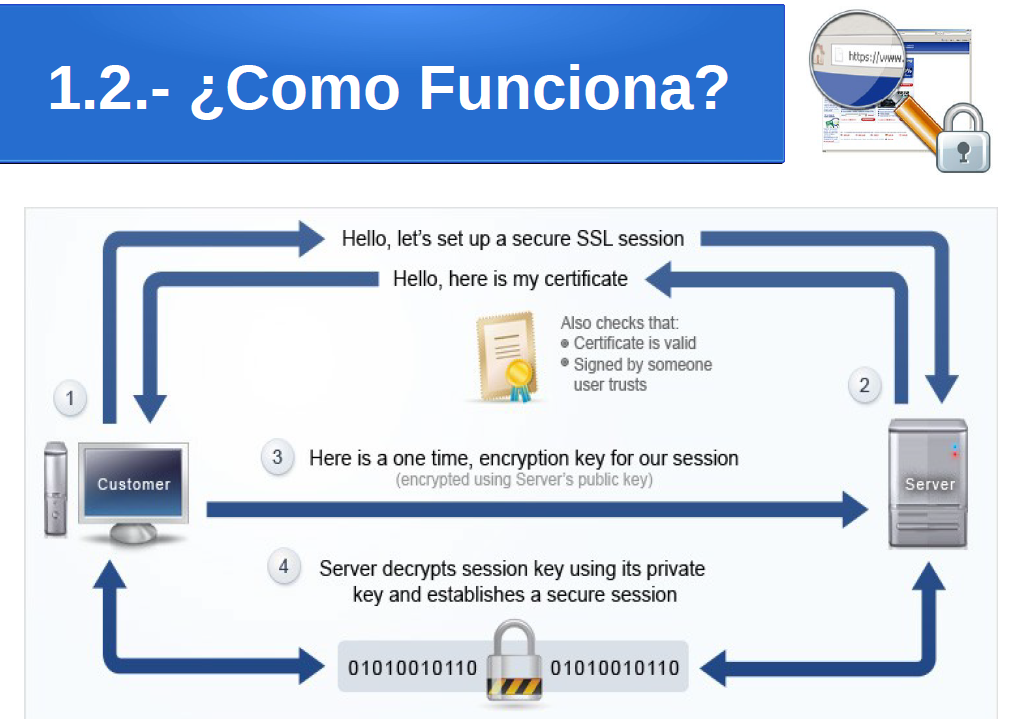 1.2.- ¿Como Funciona?
https://www.
Hello, let's set up a secure SSL session
Hello, here is my certificate
Also checks that:
Certificate is valid
Signed by someone
user trusts
1
2
3
Here is a one time, encryption key for our session
(encrypted using Server's public key)
Customer
Server
4
Server decrypts session key using its private
key and establishes a secure session
01010010110
01010010110